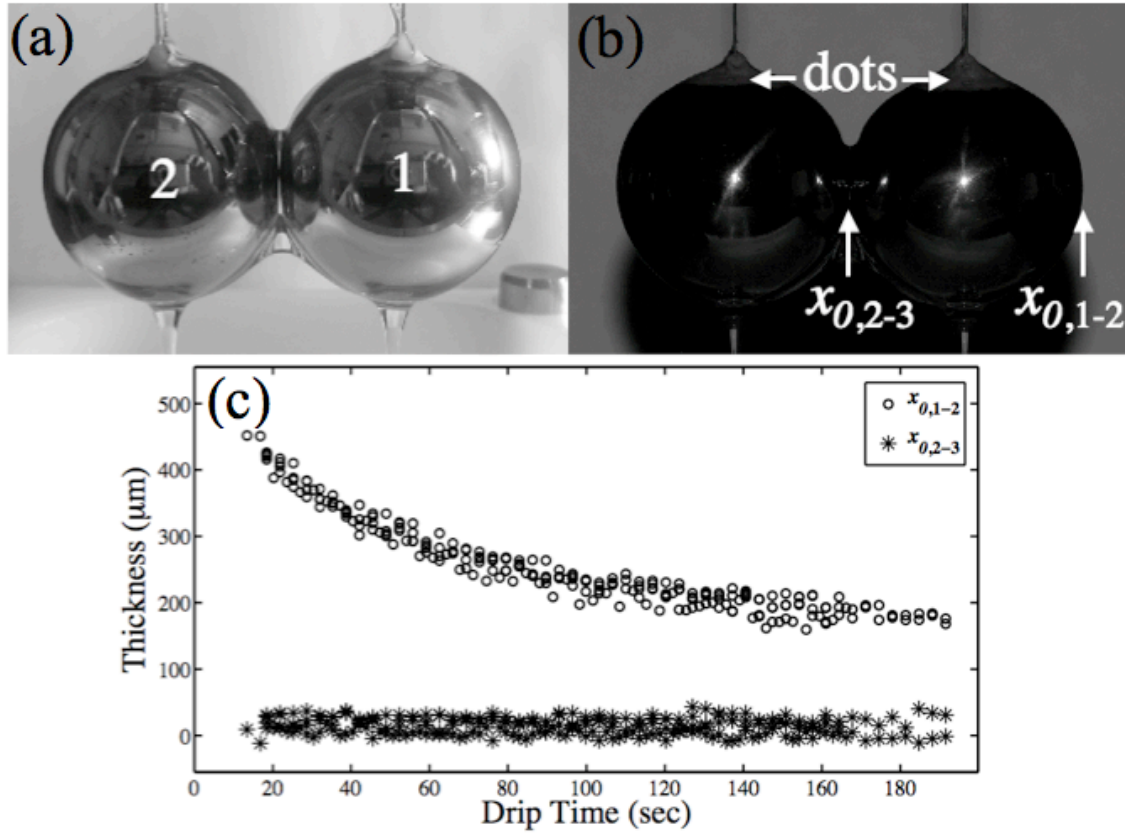 (a)
2
1
(b)
dots
x0,2-3
x0,1-2
(c)
x0,1-2
x0,2-3
Thickness (μm)
500
400
300
200
100
0
0 20 40 60 80 100 120 140 160 180
Drip Time (sec)